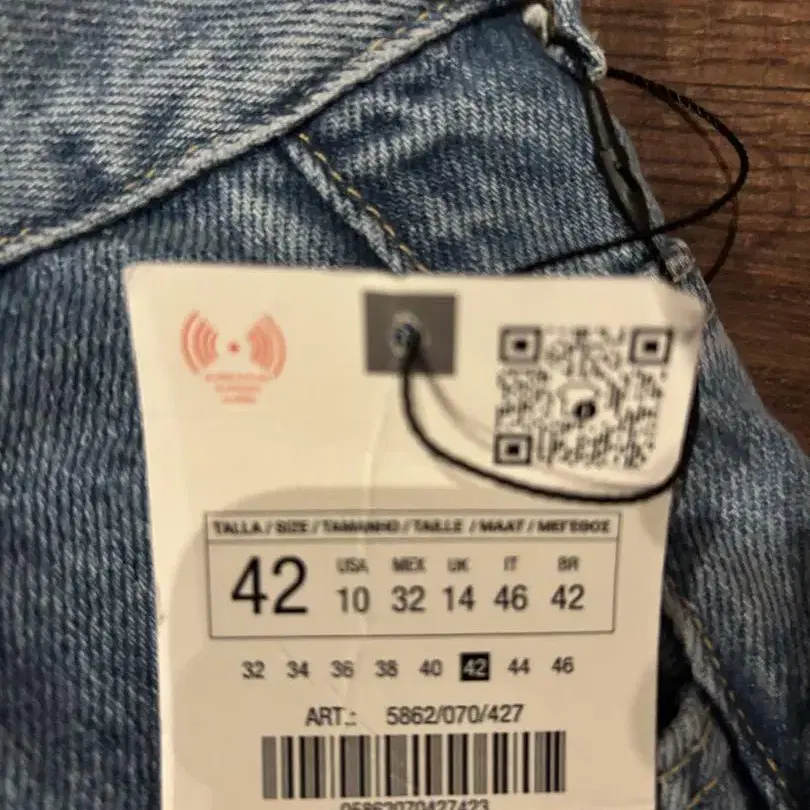 TALLA / SIZE / TAMANHO / TAILLE / MAAT / ΜΕΓΕΘΟΣ
42
USA MEX UK IT BR
10 32 14 46 42
32 34 36 38 40 42 44 46
ART.: 5862/070/427
05862070427423